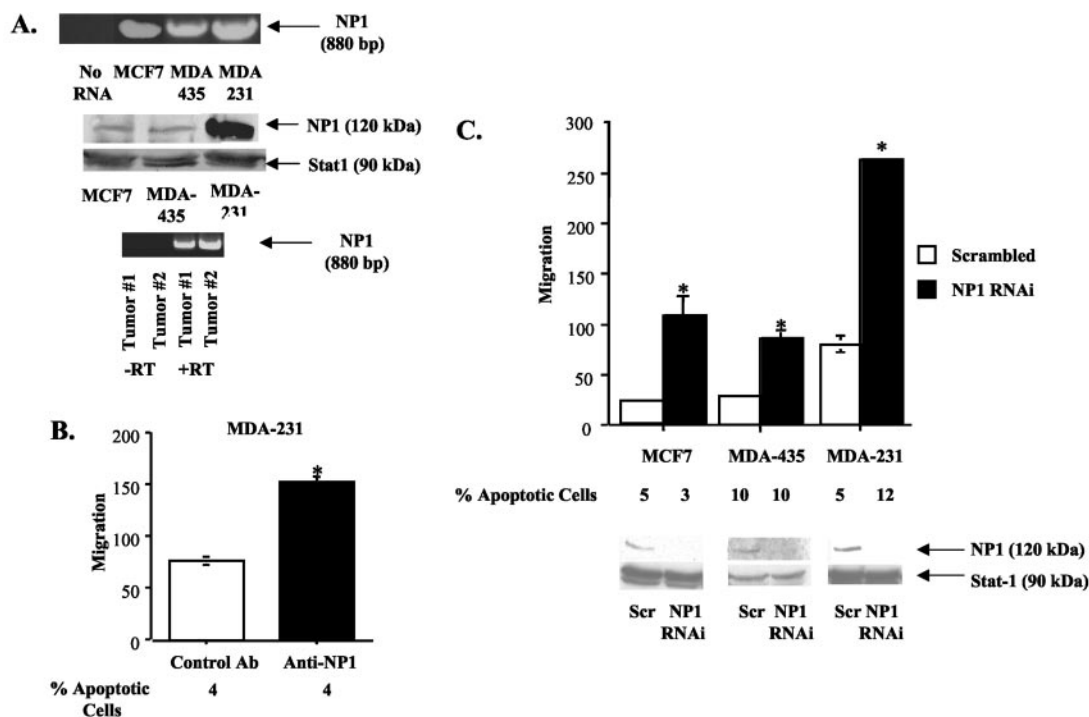 A.
NP1
(880 bp)
No RNA
MCF7
MDA 435
MDA 231
NP1 (120 kDa)
Stat1 (90 kDa)
MCF7
MDA-435
MDA-231
NP1
(880 bp)
Tumor #1
Tumor #2
Tumor #1
Tumor #2
-RT
+RT
B.
MDA-231
Migration
200
150
100
50
0
*
Control Ab
Anti-NP1
% Apoptotic Cells
4
4
C.
Migration
300
250
200
150
100
50
0
*
*
*
Scrambled
NP1 RNAi
MCF7
MDA-435
MDA-231
% Apoptotic Cells
5
3
10
10
5
12
NP1 (120 kDa)
Stat-1 (90 kDa)
Scr
NP1 RNAi
Scr
NP1 RNAi
Scr
NP1 RNAi